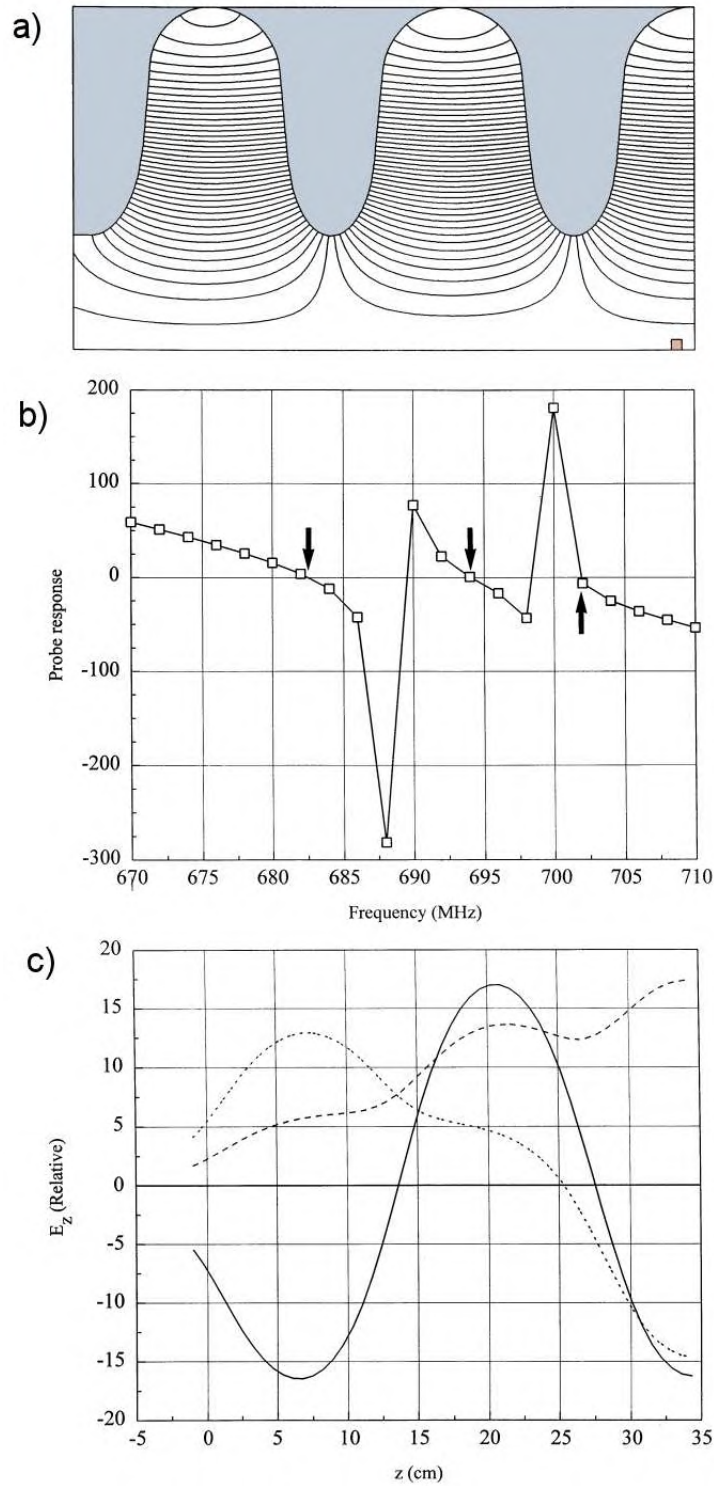 a)
b)
200
100
0
-100
-200
-300
Probe response
670 675 680 685 690 695 700 705 710
Frequency (MHz)
c)
20
15
10
5
0
-5
-10
-15
-20
E_z (Relative)
-5 0 5 10 15 20 25 30 35
z (cm)